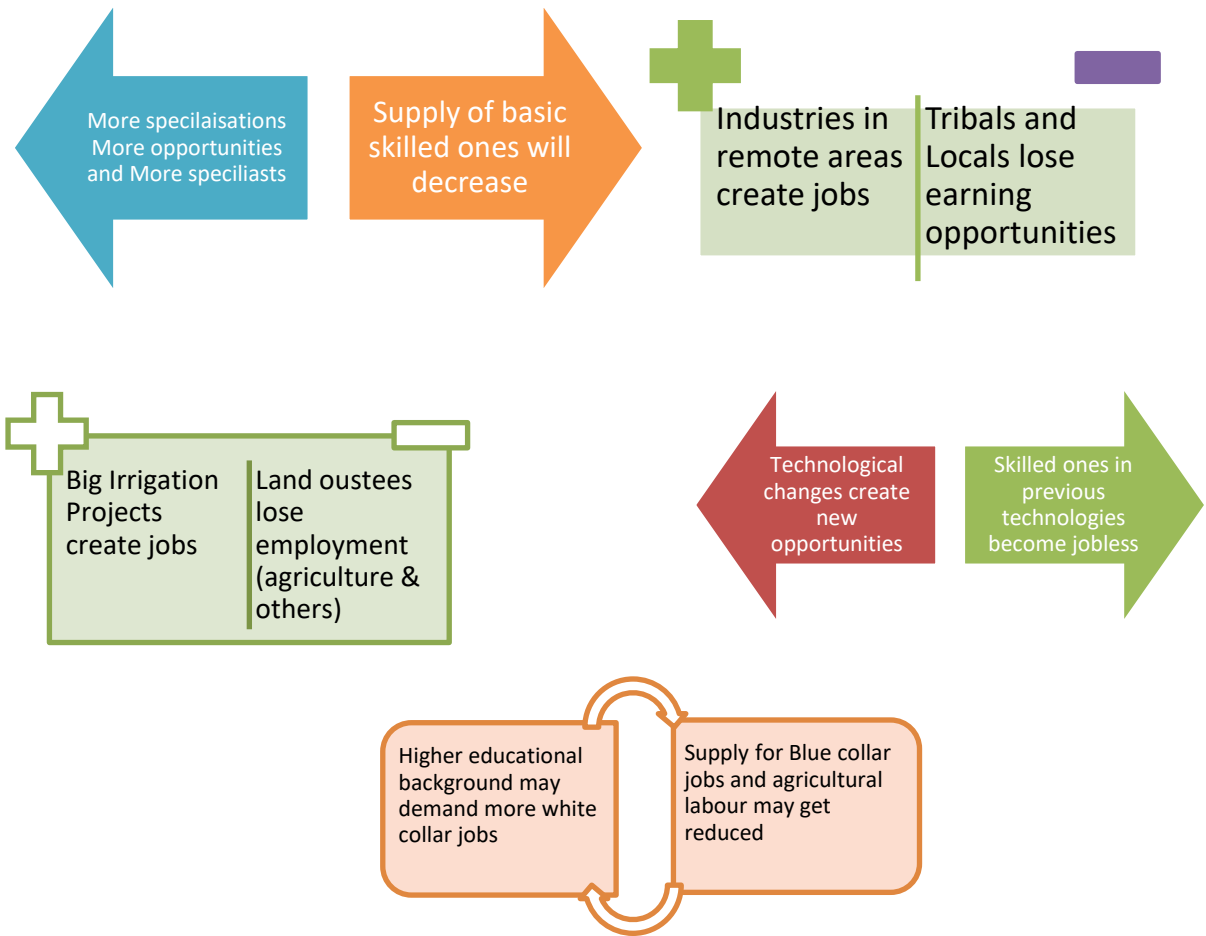 More specilaisations
More opportunities
and More speciliasts
Supply of basic
skilled ones will
decrease
Industries in
remote areas
create jobs
Tribals and
Locals lose
earning
opportunities
Big Irrigation
Projects
create jobs
Land oustees
lose
employment
(agriculture &
others)
Technological
changes create
new
opportunities
Skilled ones in
previous
technologies
become jobless
Higher educational
background may
demand more white
collar jobs
Supply for Blue collar
jobs and agricultural
labour may get
reduced